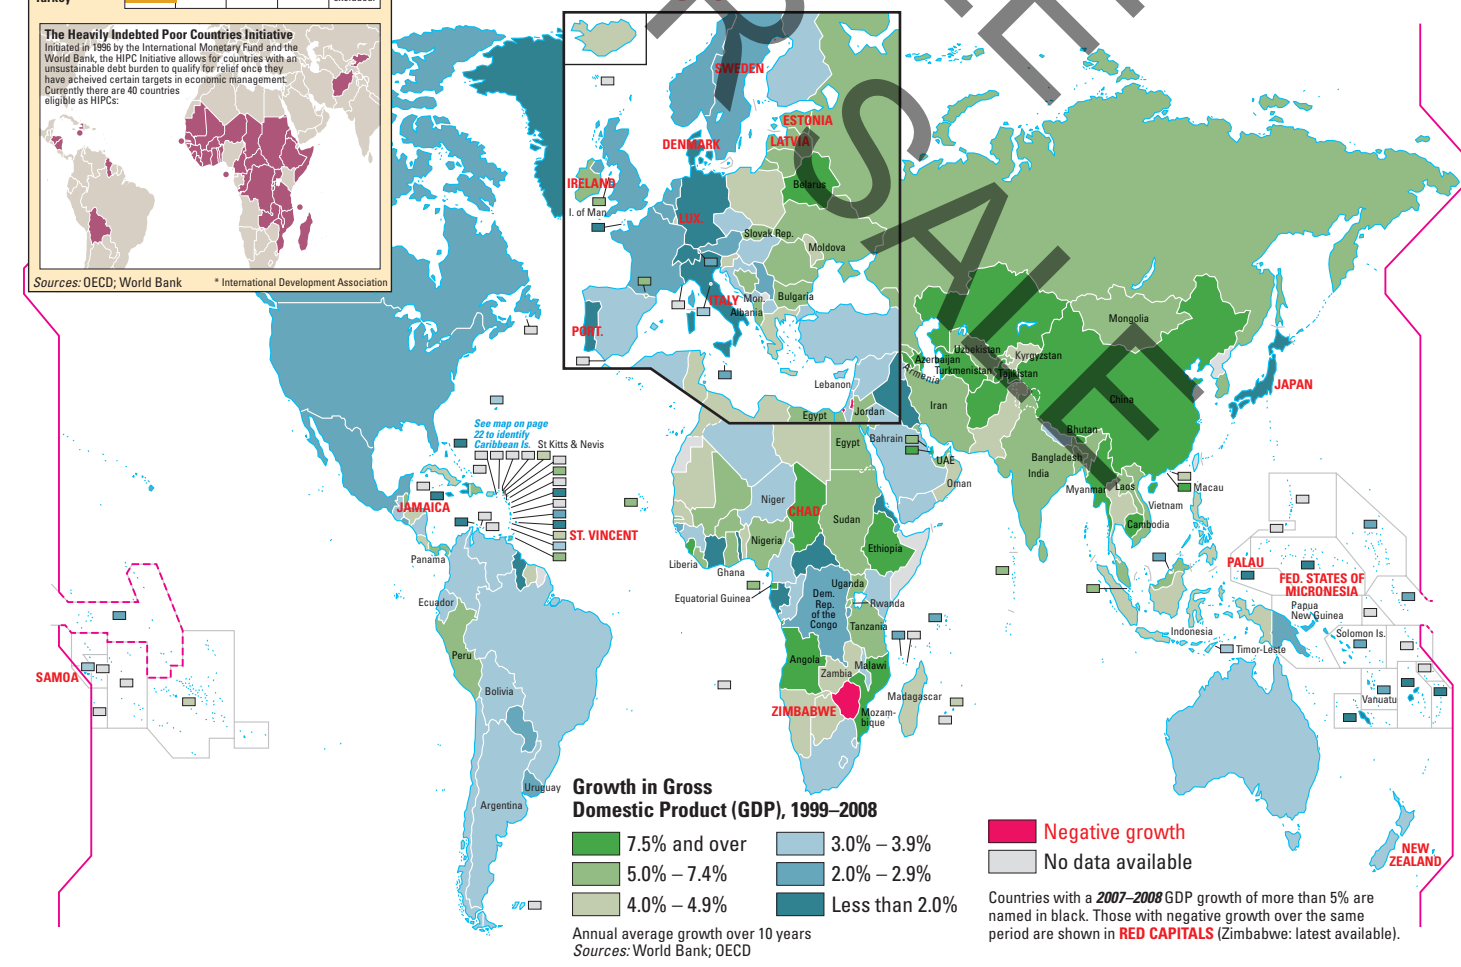 Turkey
The Heavily Indebted Poor Countries Initiative
Initiated in 1996 by the International Monetary Fund and the
World Bank, the HIPC Initiative allows for countries with an
unsustainable debt burden to qualify for relief once they
have acheived certain targets in economic management.
Currently there are 40 countries
eligible as HIPCs:
Sources: OECD; World Bank
* International Development Association
SWEDEN
ESTONIA
LATVIA
DENMARK
IRELAND
Belarus
I. of Man
LUX.
Slovak Rep.
Moldova
ITALY
Mon.
Bulgaria
Albania
PORT.
Lebanon
Egypt
Jordan
Mongolia
Uzbekistan
Kyrgyzstan
Azerbaijan
Turkmenistan
Tajikistan
Armenia
JAPAN
Iran
China
See map on page
22 to identify
Caribbean Is.
St Kitts & Nevis
Egypt
Bahrain
UAE
Oman
Bhutan
Bangladesh
India
Myanmar
Laos
Macau
Vietnam
Cambodia
JAMAICA
ST. VINCENT
Panama
Niger
CHAD
Sudan
Nigeria
Ethiopia
Liberia
Ghana
Equatorial Guinea
Uganda
Rwanda
Dem.
Rep.
of the
Congo
Tanzania
PALAU
FED. STATES OF
MICRONESIA
Papua
New Guinea
Solomon Is.
Indonesia
Timor-Leste
Vanuatu
Ecuador
Peru
Bolivia
Uruguay
Argentina
SAMOA
Angola
Zambia
Malawi
ZIMBABWE
Mozam-
bique
Madagascar
NEW
ZEALAND
Growth in Gross
Domestic Product (GDP), 1999–2008
7.5% and over
5.0% – 7.4%
4.0% – 4.9%
3.0% – 3.9%
2.0% – 2.9%
Less than 2.0%
Annual average growth over 10 years
Sources: World Bank; OECD
Negative growth
No data available
Countries with a 2007–2008 GDP growth of more than 5% are
named in black. Those with negative growth over the same
period are shown in RED CAPITALS (Zimbabwe: latest available).
SALE